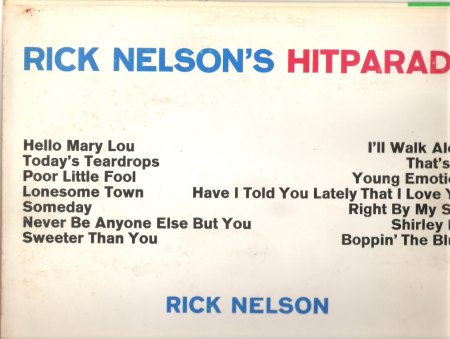 RICK NELSON'S HITPARAD
Hello Mary Lou
Today's Teardrops
Poor Little Fool
Lonesome Town
Someday
Never Be Anyone Else But You
Sweeter Than You
I'll Walk Al
That's
Young Emotio
Have I Told You Lately That I Love Y
Right By My S
Shirley
Boppin' The Blu
RICK NELSON